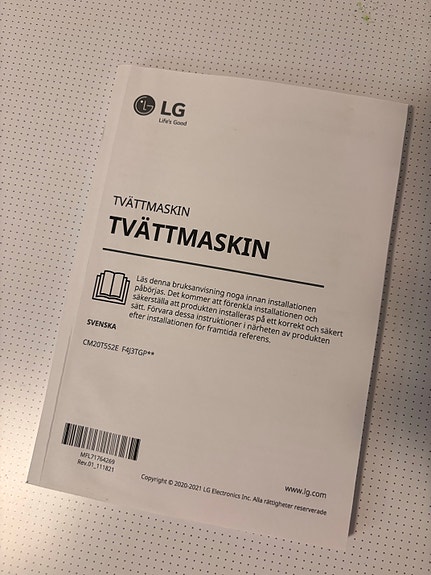 LG
Life's Good
TVÄTTMASKIN
TVÄTTMASKIN
Läs denna bruksanvisning noga innan installationen
påbörjas. Det kommer att förenkla installationen och
säkerställa att produkten installeras på ett korrekt och säkert
sätt. Förvara dessa instruktioner i närheten av produkten
efter installationen för framtida referens.
SVENSKA
CM20T5S2E F4J3TGP**
MFL71764269
Rev.01_111821
www.lg.com
Copyright © 2020-2021 LG Electronics Inc. Alla rättigheter reserverade